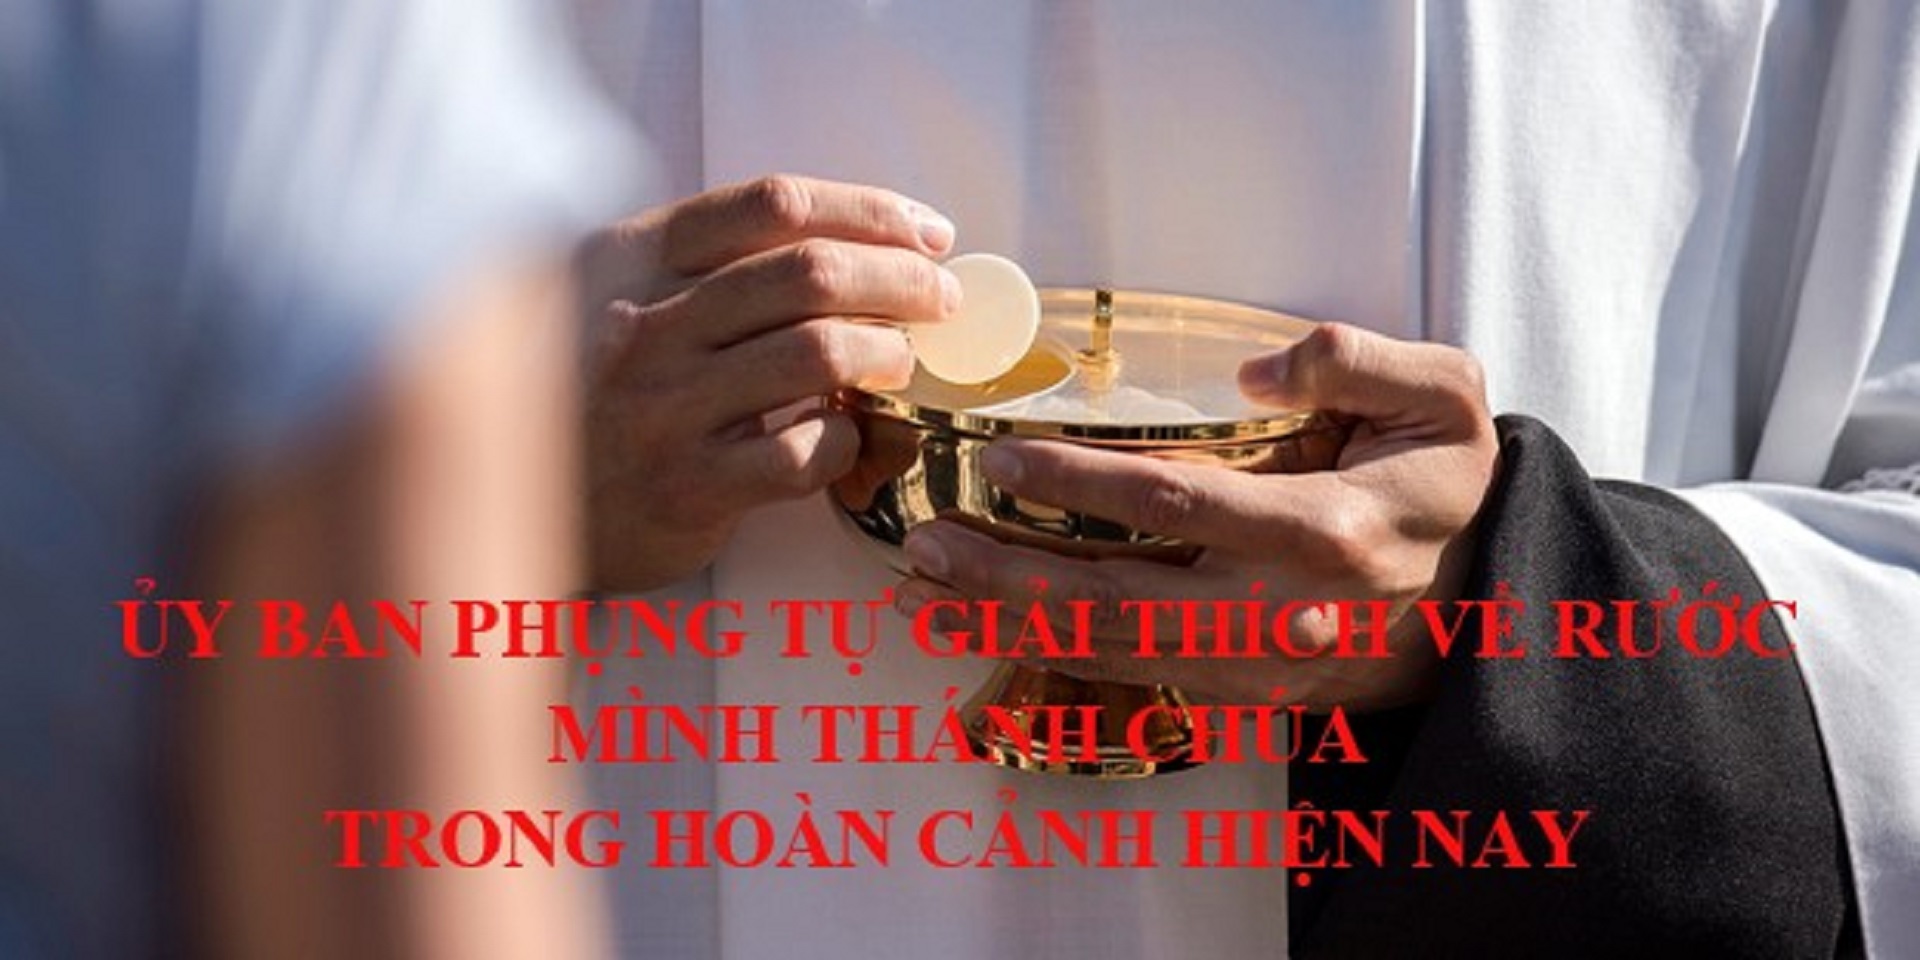 ỦY BAN PHỤNG TỰ GIẢI THÍCH VỀ RƯỚC
MÌNH THÁNH CHÚA
TRONG HOÀN CẢNH HIỆN NAY